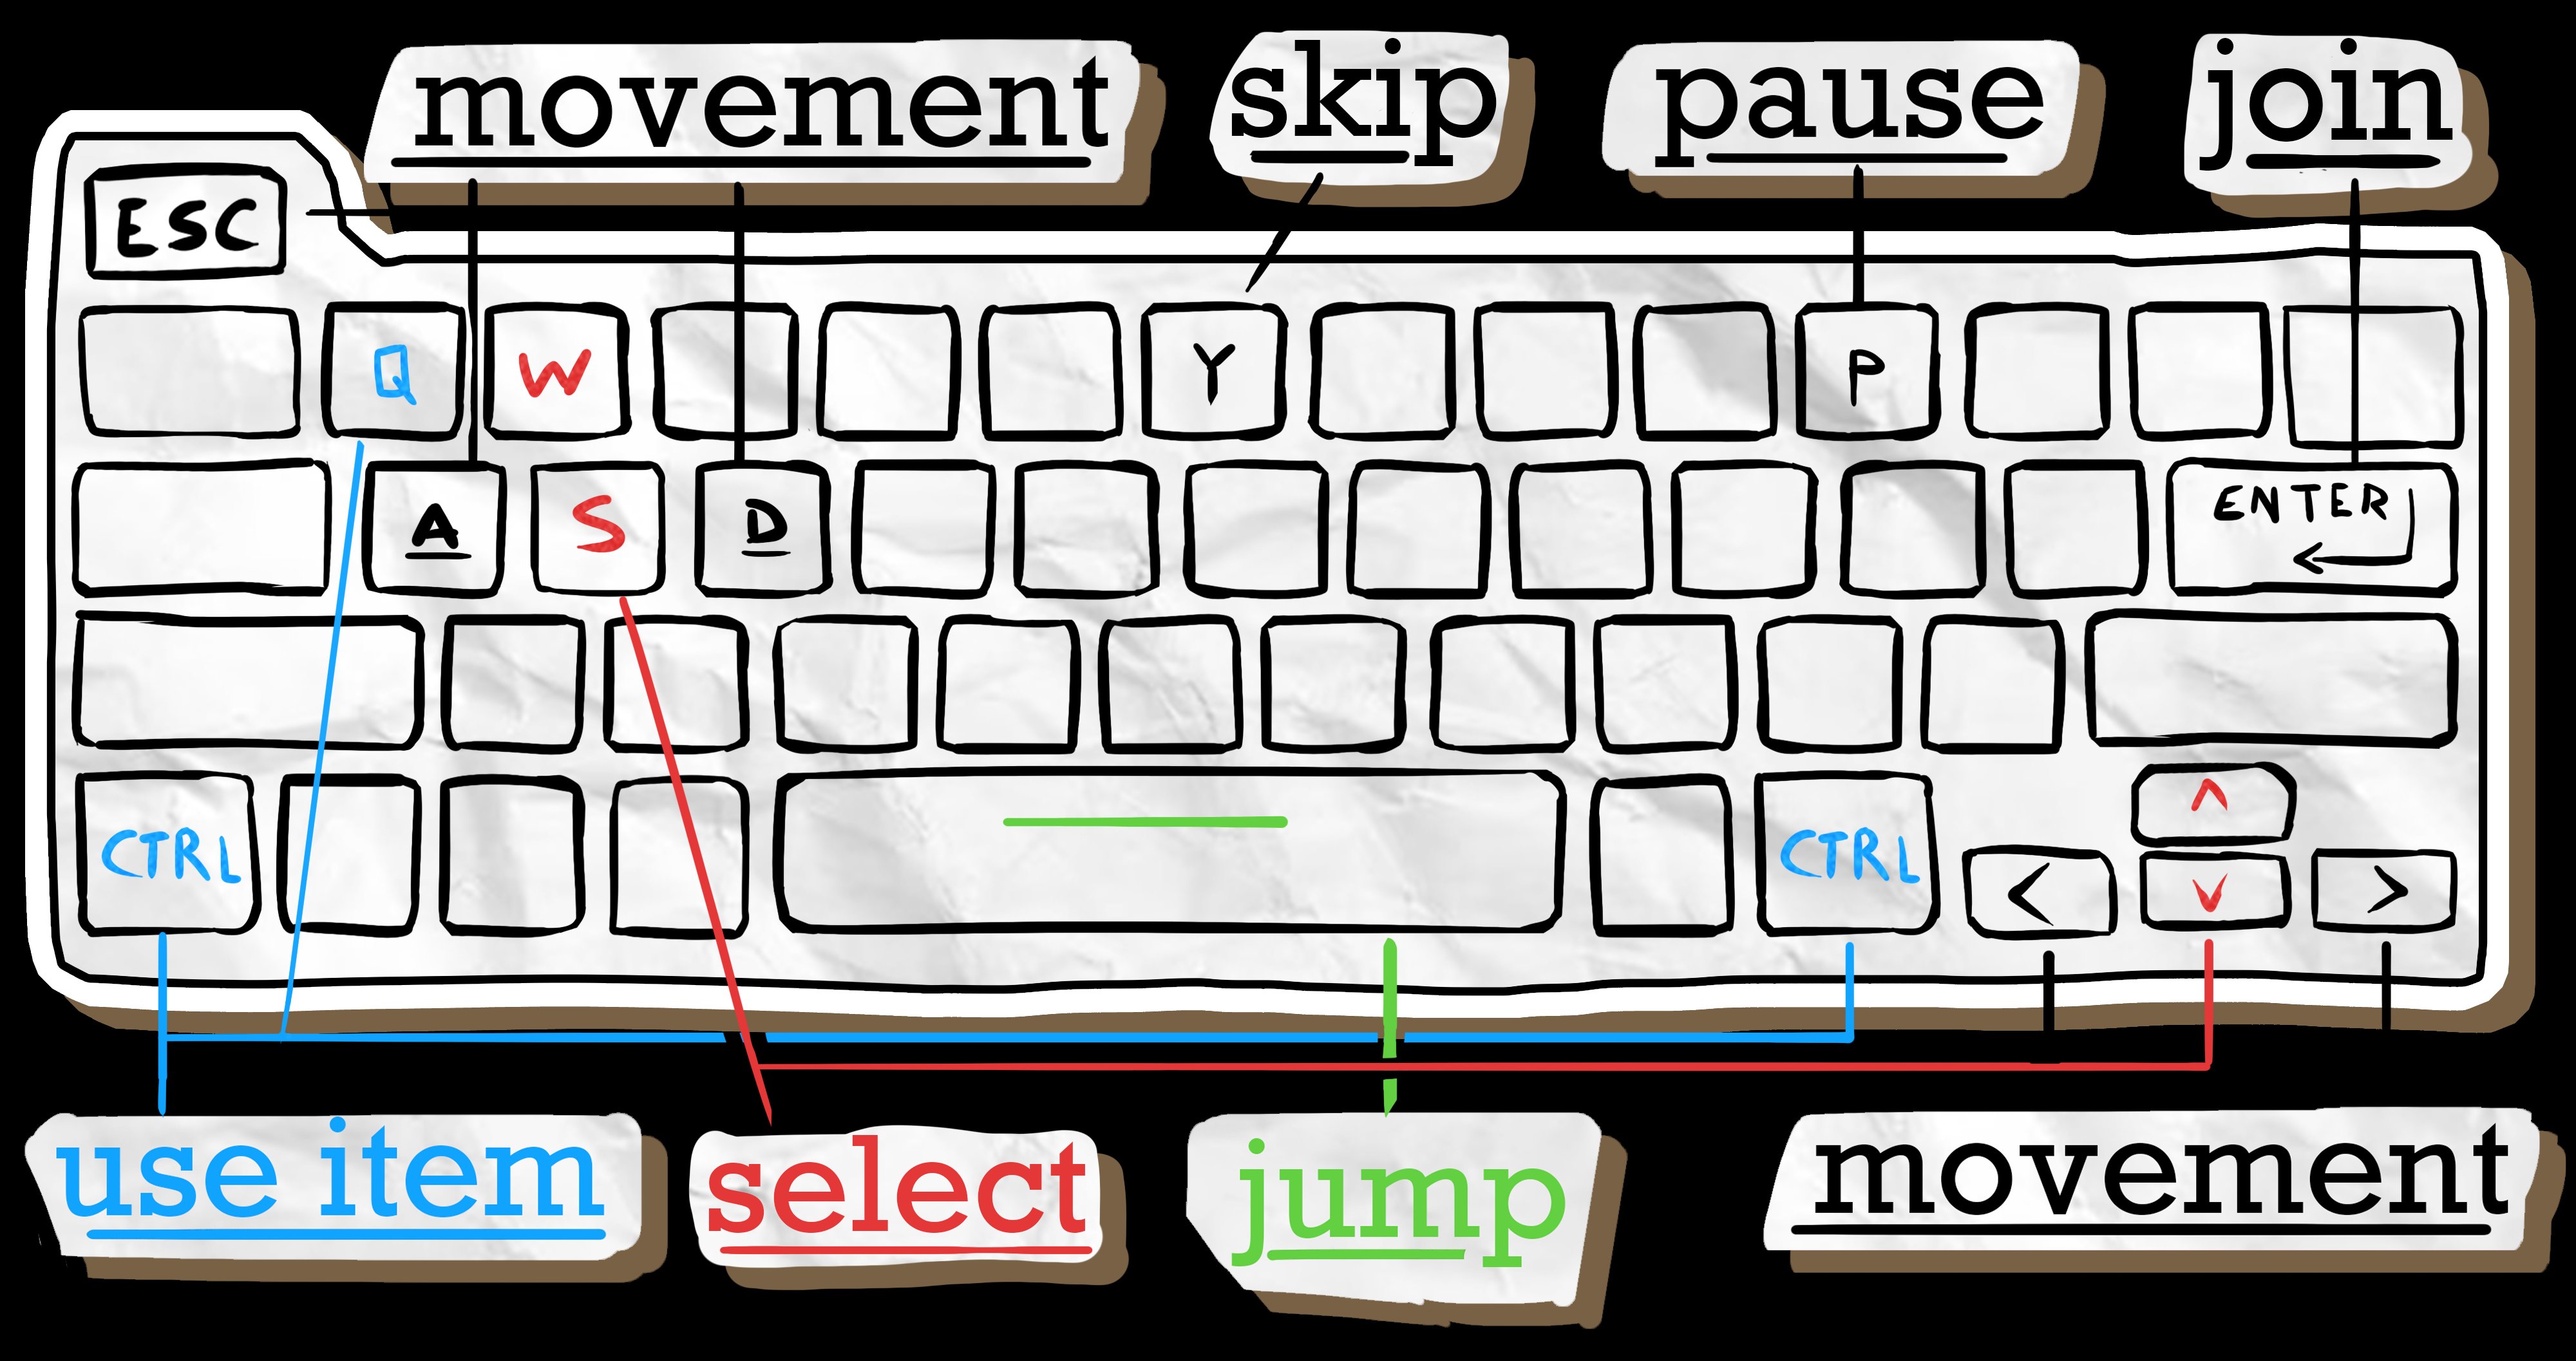 movement skip pause join
ESC
Q W Y P
A S D ENTER
CTRL CTRL ^
< v >
use item select jump movement